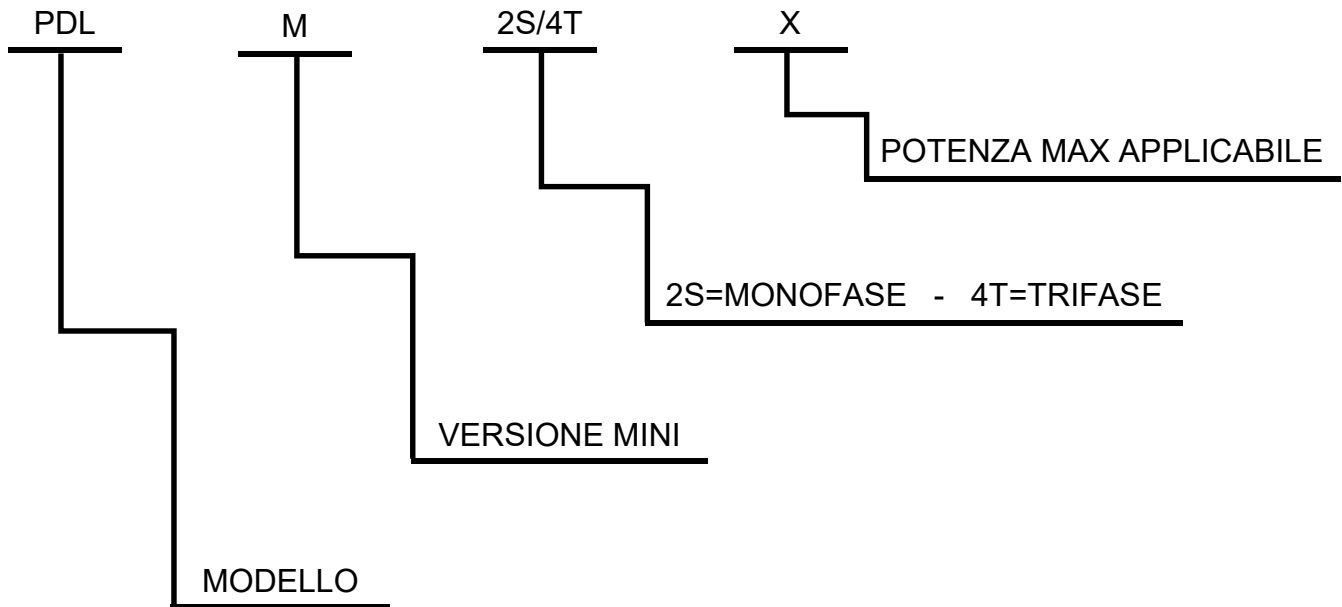 PDL M 2S/4T X
POTENZA MAX APPLICABILE
2S=MONOFASE - 4T=TRIFASE
VERSIONE MINI
MODELLO